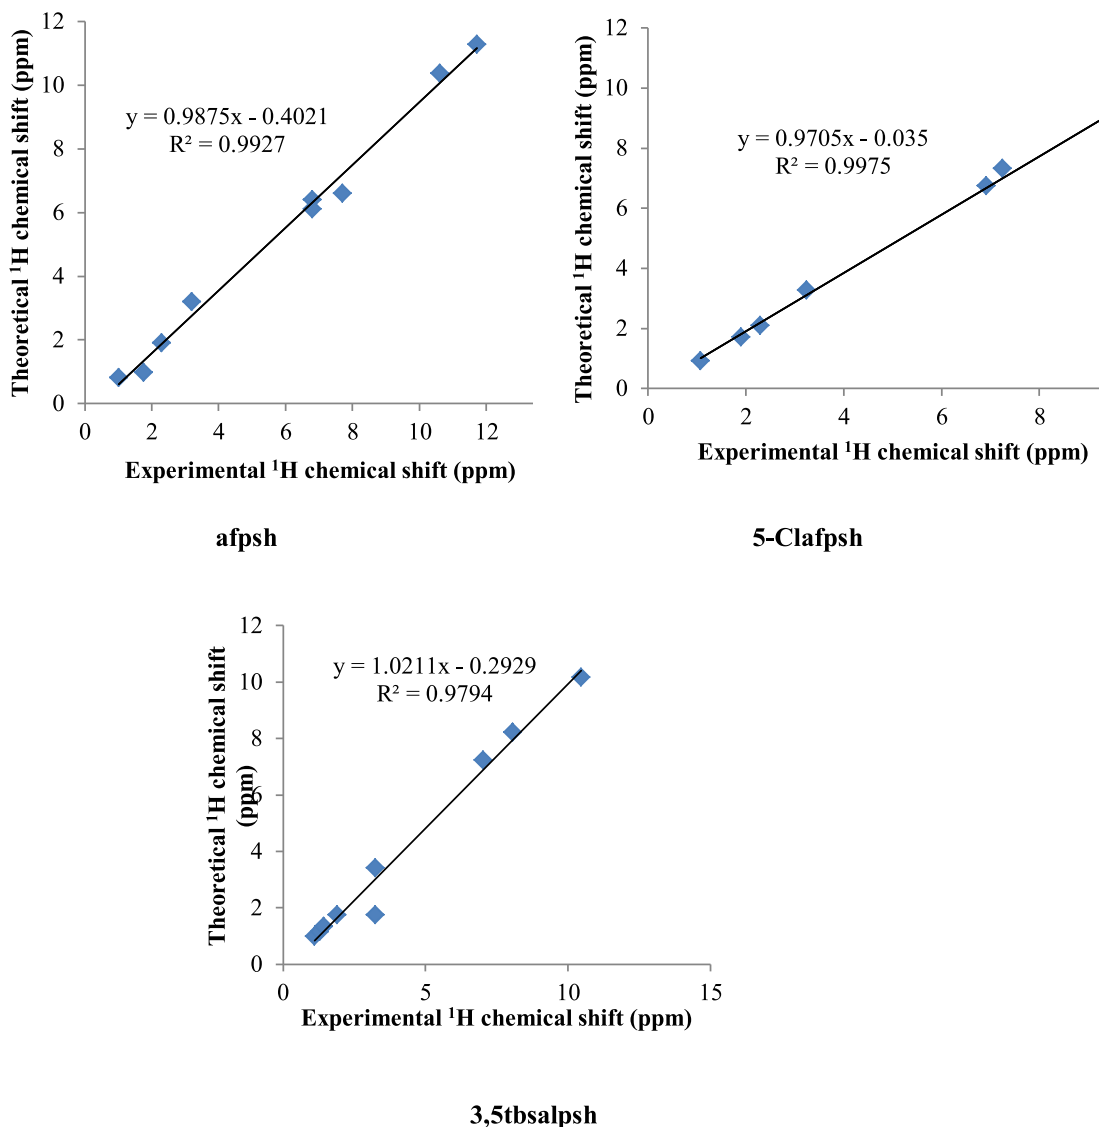 Theoretical ¹H chemical shift (ppm)
12
10
8
6
4
2
0
y = 0.9875x - 0.4021
R² = 0.9927
0 2 4 6 8 10 12
Experimental ¹H chemical shift (ppm)
afpsh
Theoretical ¹H chemical shift (ppm)
12
10
8
6
4
2
0
y = 0.9705x - 0.035
R² = 0.9975
0 2 4 6 8
Experimental ¹H chemical shift (ppm)
5-Clafpsh
Theoretical ¹H chemical shift
(ppm)
12
10
8
6
4
2
0
y = 1.0211x - 0.2929
R² = 0.9794
0 5 10 15
Experimental ¹H chemical shift (ppm)
3,5tbsalpsh